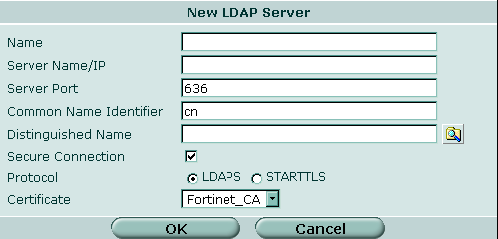 New LDAP Server
Name
Server Name/IP
Server Port 636
Common Name Identifier cn
Distinguished Name
Secure Connection
Protocol LDAPS STARTTLS
Certificate Fortinet_CA
OK Cancel